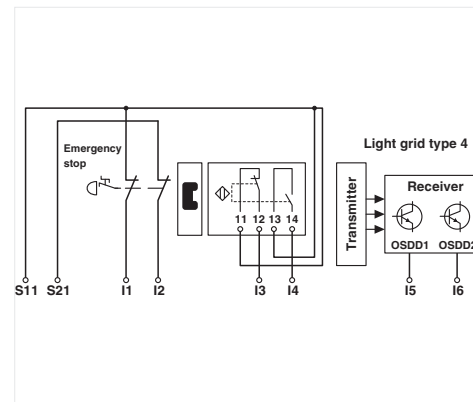 Emergency
stop
Light grid type 4
Transmitter
Receiver
11 12 13 14
OSDD1 OSDD2
S11 S21 I1 I2 I3 I4 I5 I6